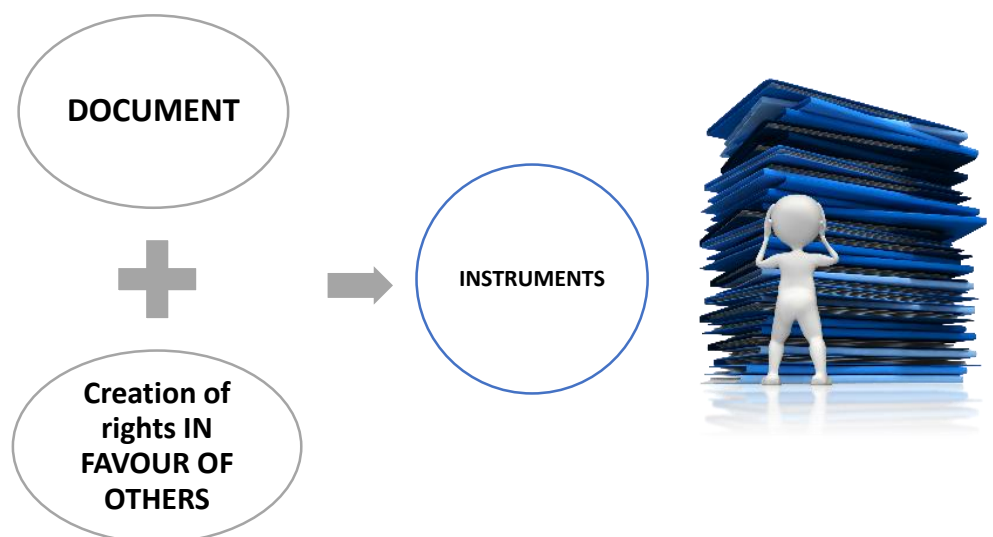 DOCUMENT
Creation of
rights IN
FAVOUR OF
OTHERS
INSTRUMENTS